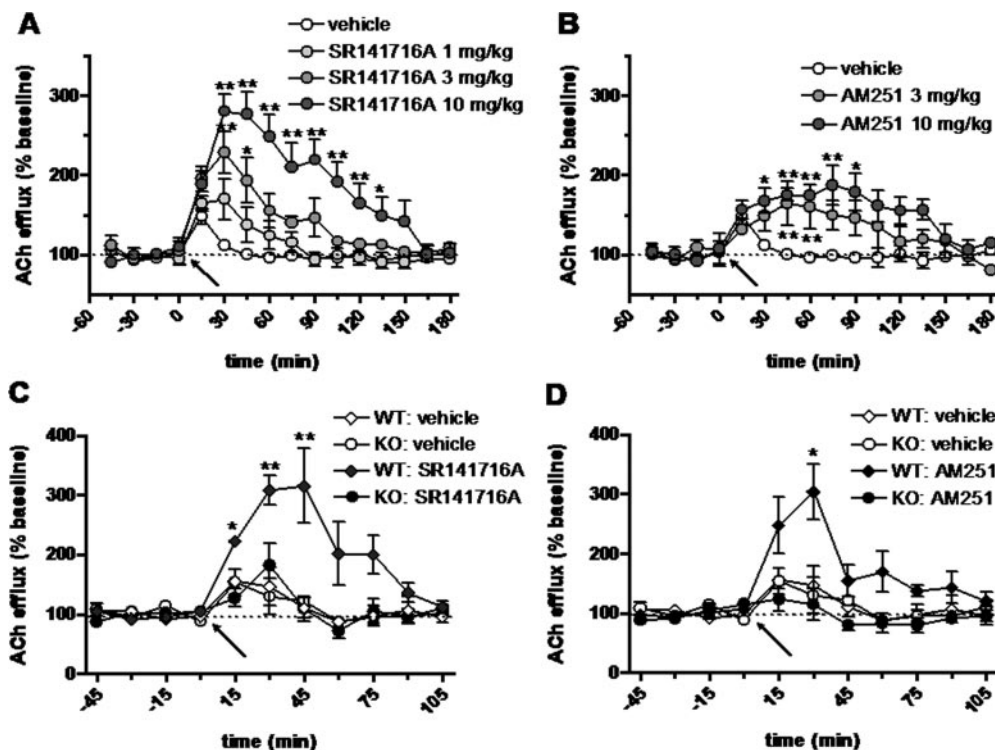 A
vehicle
SR141716A 1 mg/kg
SR141716A 3 mg/kg
SR141716A 10 mg/kg
ACh efflux (% baseline)
300
200
100
** ** ** ** ** ** ** *
** *
-60 -30 0 30 60 90 120 150 180
time (min)
B
vehicle
AM251 3 mg/kg
AM251 10 mg/kg
ACh efflux (% baseline)
300
200
100
* ** ** ** *
** **
-60 -30 0 30 60 90 120 150 180
time (min)
C
WT: vehicle
KO: vehicle
WT: SR141716A
KO: SR141716A
ACh efflux (% baseline)
400
300
200
100
0
* ** **
-45 -15 15 45 75 105
time (min)
D
WT: vehicle
KO: vehicle
WT: AM251
KO: AM251
ACh efflux (% baseline)
400
300
200
100
0
*
-45 -15 15 45 75 105
time (min)